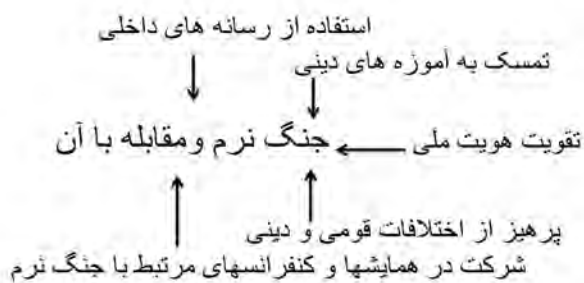 استفاده از رسانه های داخلی
تمسک به آموزه های دینی
جنگ نرم ومقابله با آن
تقویت هویت ملی
پرهیز از اختلافات قومی و دینی
شرکت در همایشها و کنفرانسهای مرتبط با جنگ نرم